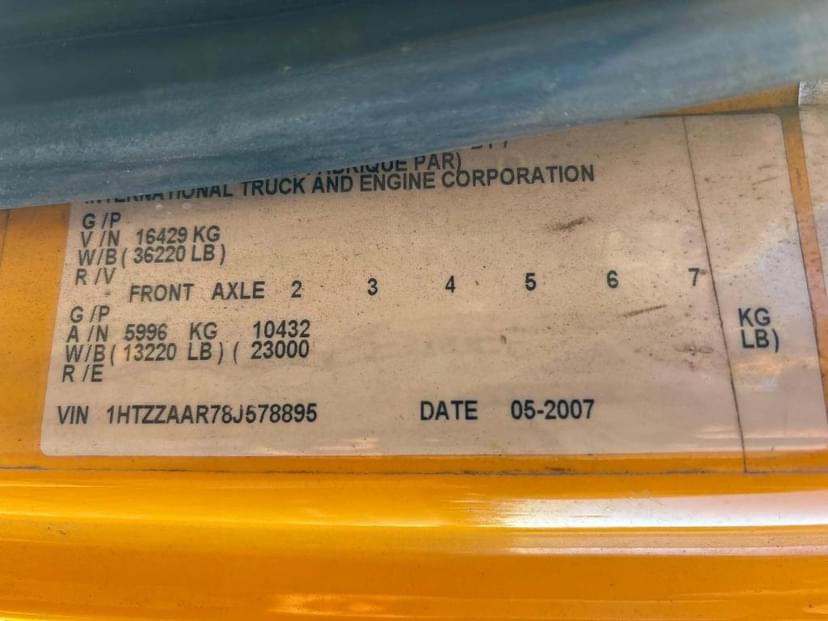 BRIQUE PAR)
INTERNATIONAL TRUCK AND ENGINE CORPORATION
G /P
V /N 16429 KG
W/B ( 36220 LB )
R /V
FRONT AXLE 2 3 4 5 6 7
G /P
A /N 5996 KG 10432 KG
W/B ( 13220 LB ) ( 23000 LB)
R /E
VIN 1HTZZAAR78J578895 DATE 05-2007